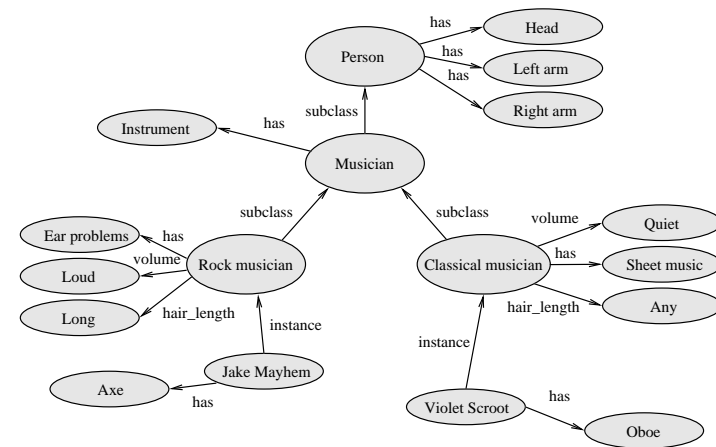 has
Head
Person
has
Left arm
has
Right arm
subclass
Instrument
has
Musician
subclass
subclass
Ear problems
has
volume
Loud
Rock musician
Long
hair_length
volume
Quiet
Classical musician
has
Sheet music
hair_length
Any
instance
instance
Jake Mayhem
Axe
has
Violet Scroot
has
Oboe